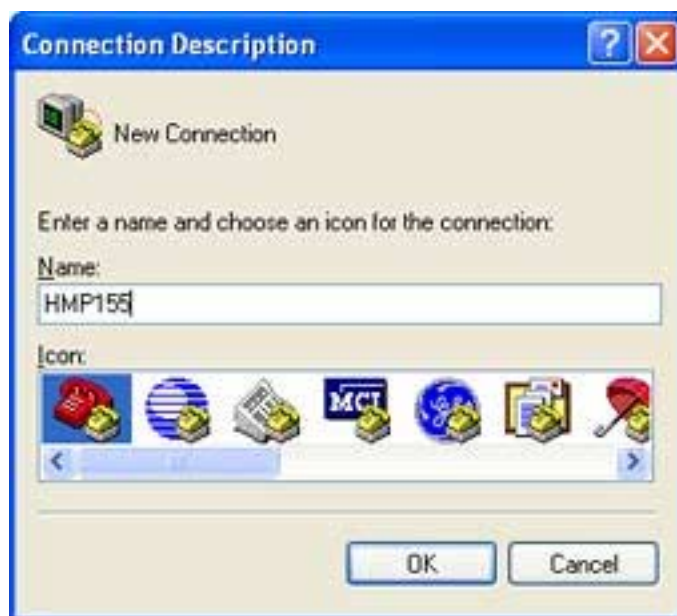 Connection Description
New Connection
Enter a name and choose an icon for the connection:
Name:
HMP155
Icon:
MCI
OK
Cancel